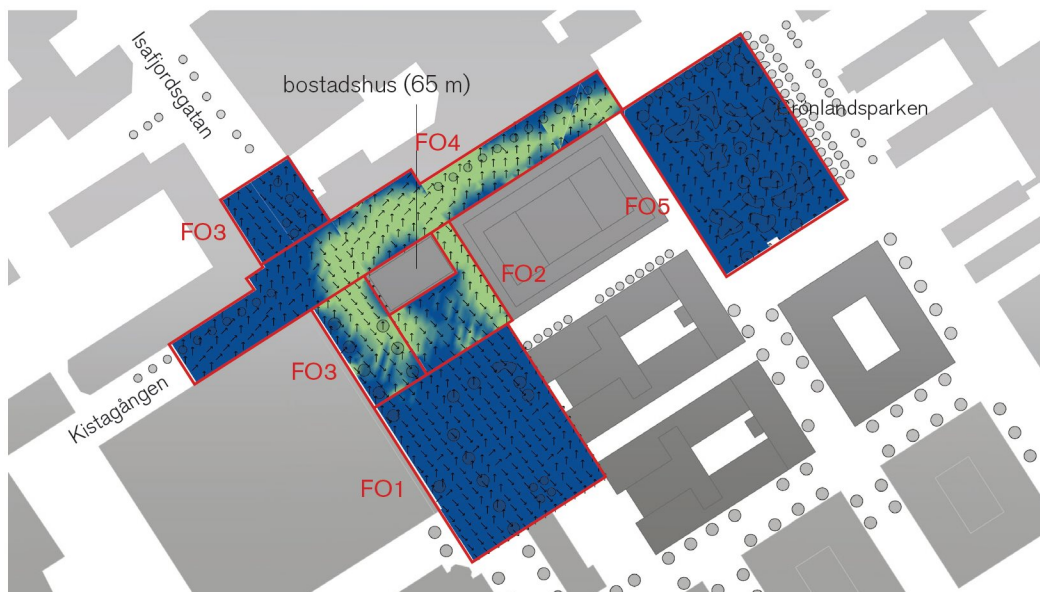 Isafjordsgatan
bostadshus (65 m)
FO4
Grönlandsparken
FO3
FO5
FO2
FO3
Kistagången
FO1